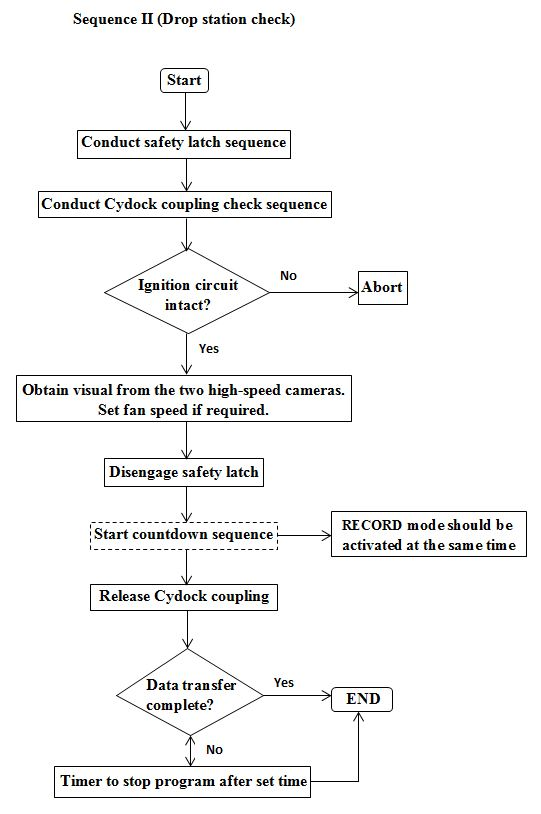 Sequence II (Drop station check)
Start
Conduct safety latch sequence
Conduct Cydock coupling check sequence
Ignition circuit
intact?
No
Abort
Yes
Obtain visual from the two high-speed cameras.
Set fan speed if required.
Disengage safety latch
Start countdown sequence
RECORD mode should be
activated at the same time
Release Cydock coupling
Data transfer
complete?
Yes
END
No
Timer to stop program after set time